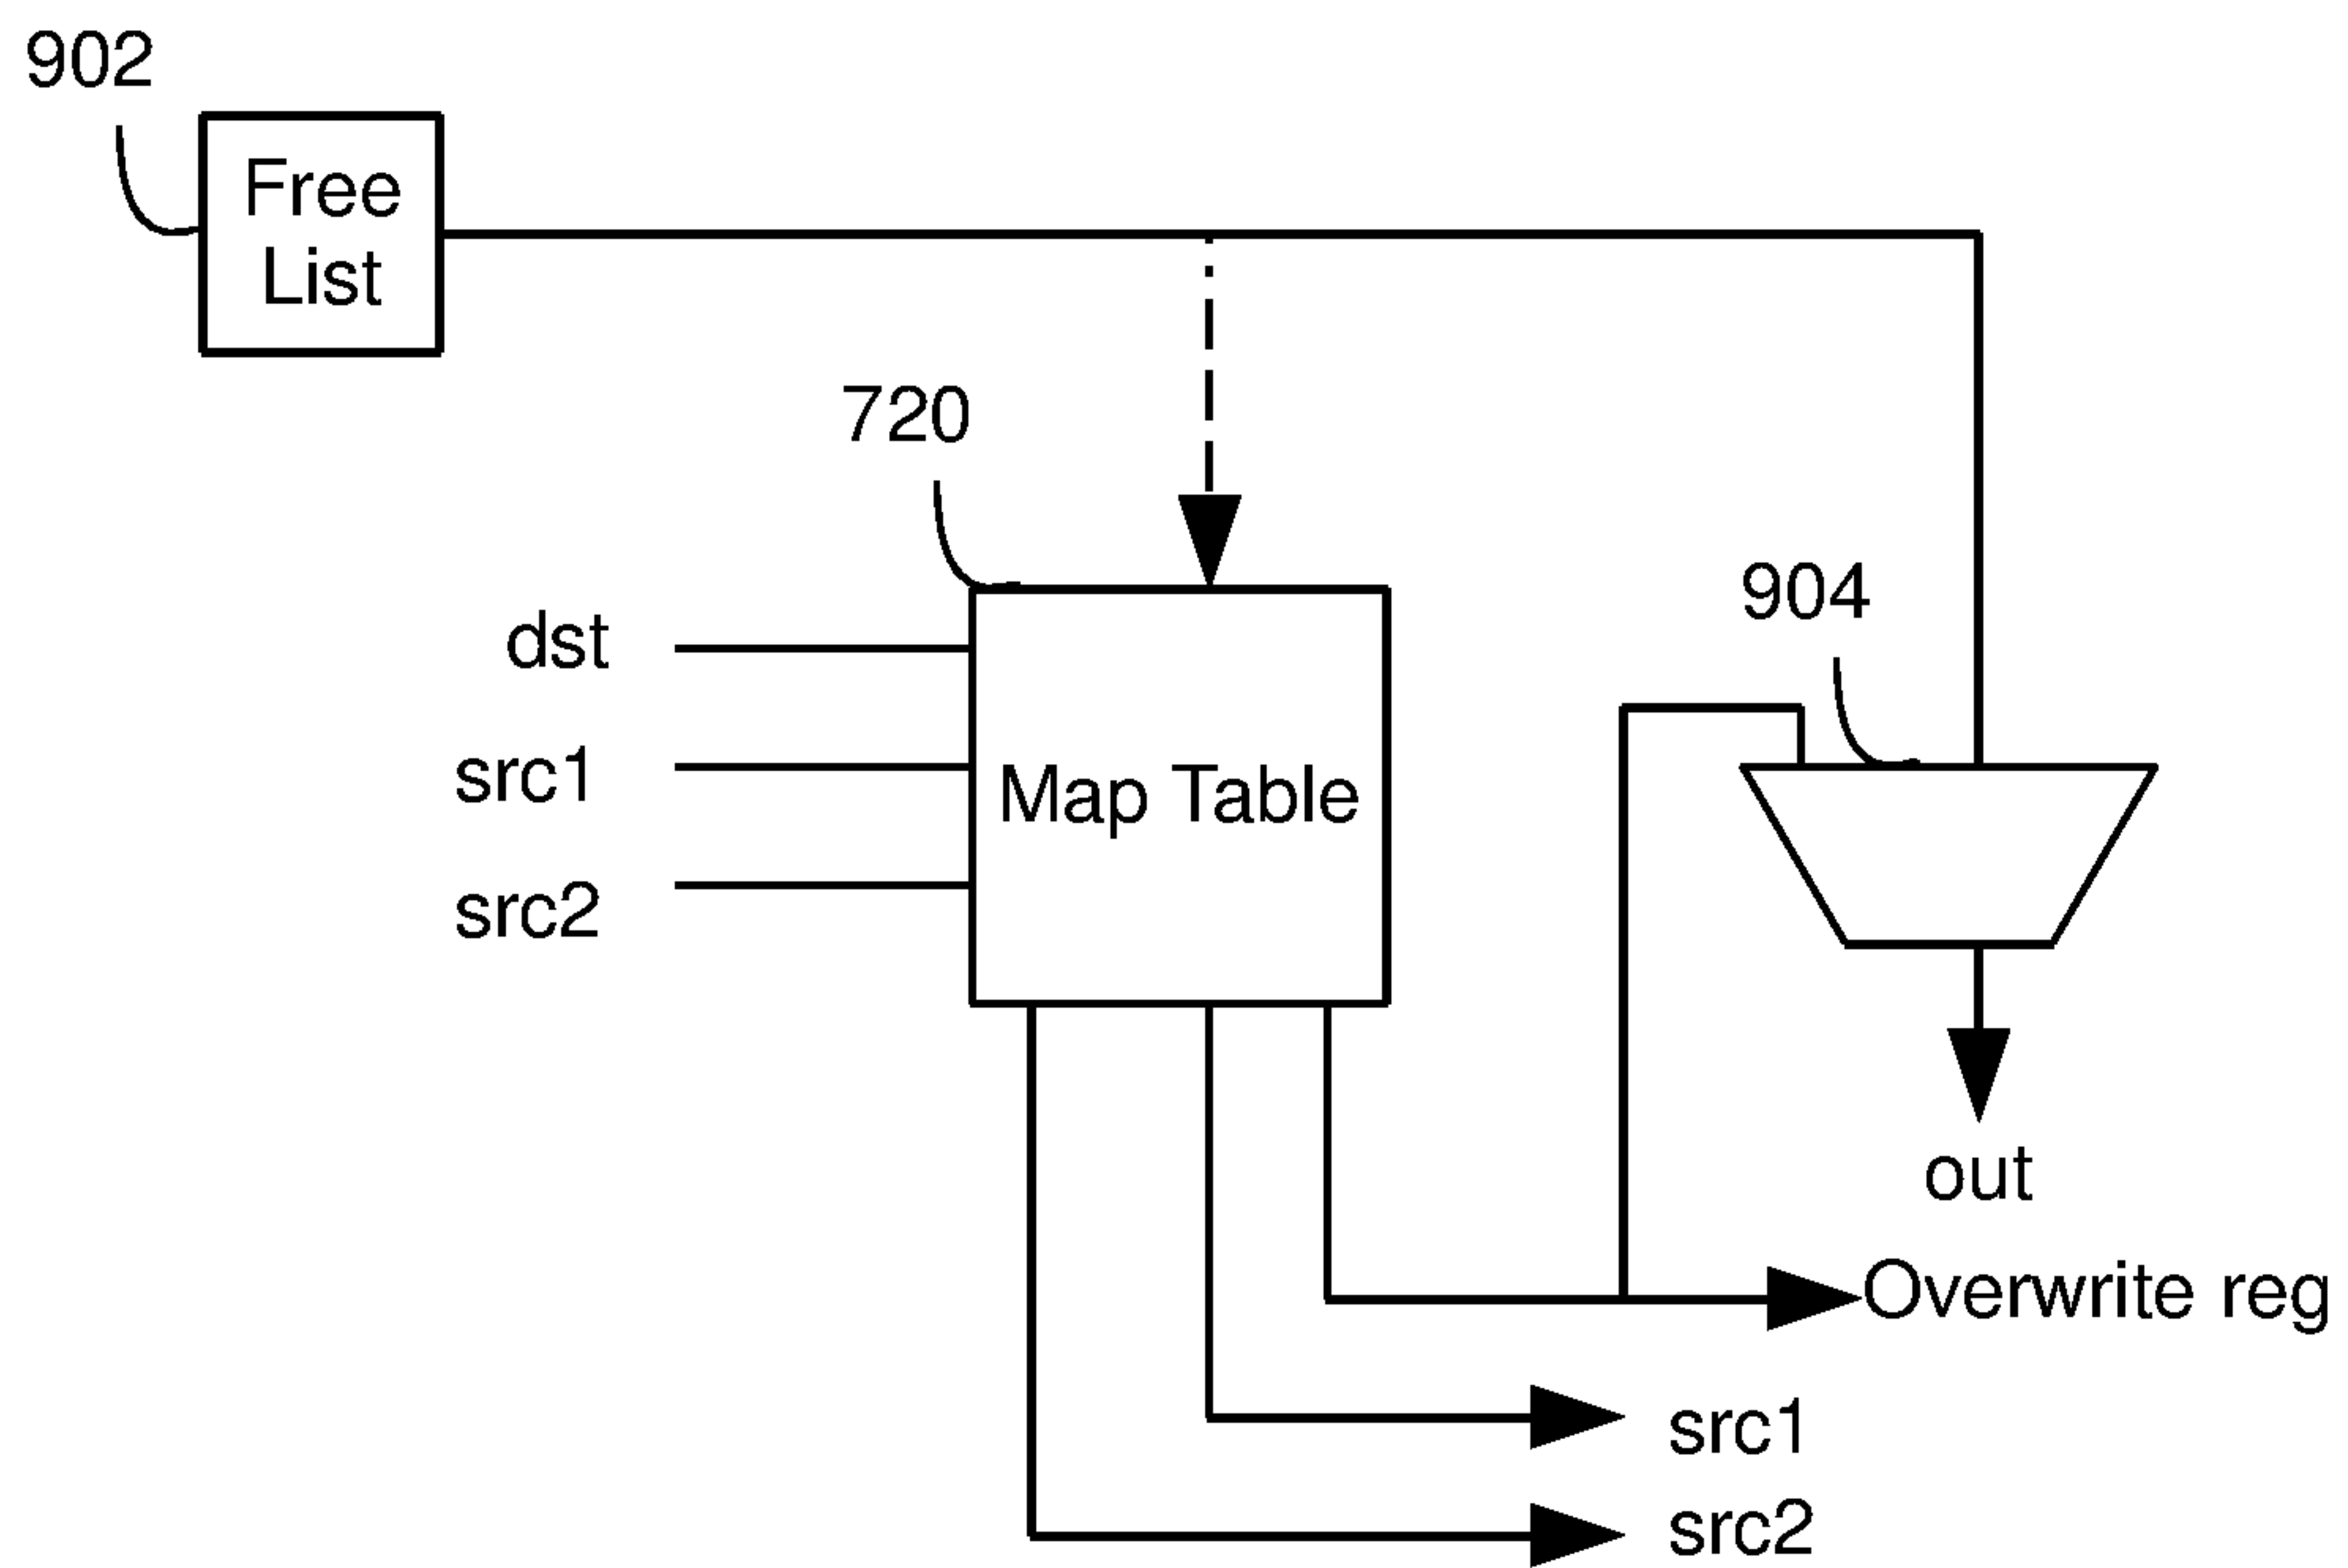 902
Free
List
720
904
dst
src1
Map Table
src2
out
Overwrite reg
src1
src2